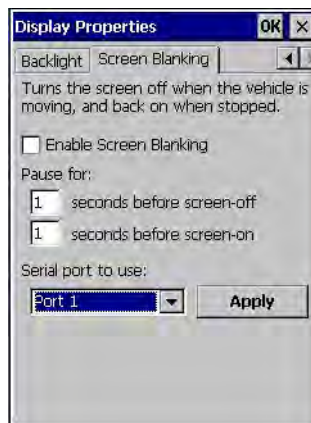 Display Properties OK ×
Backlight Screen Blanking
Turns the screen off when the vehicle is
moving, and back on when stopped.
Enable Screen Blanking
Pause for:
1 seconds before screen-off
1 seconds before screen-on
Serial port to use:
Port 1 Apply